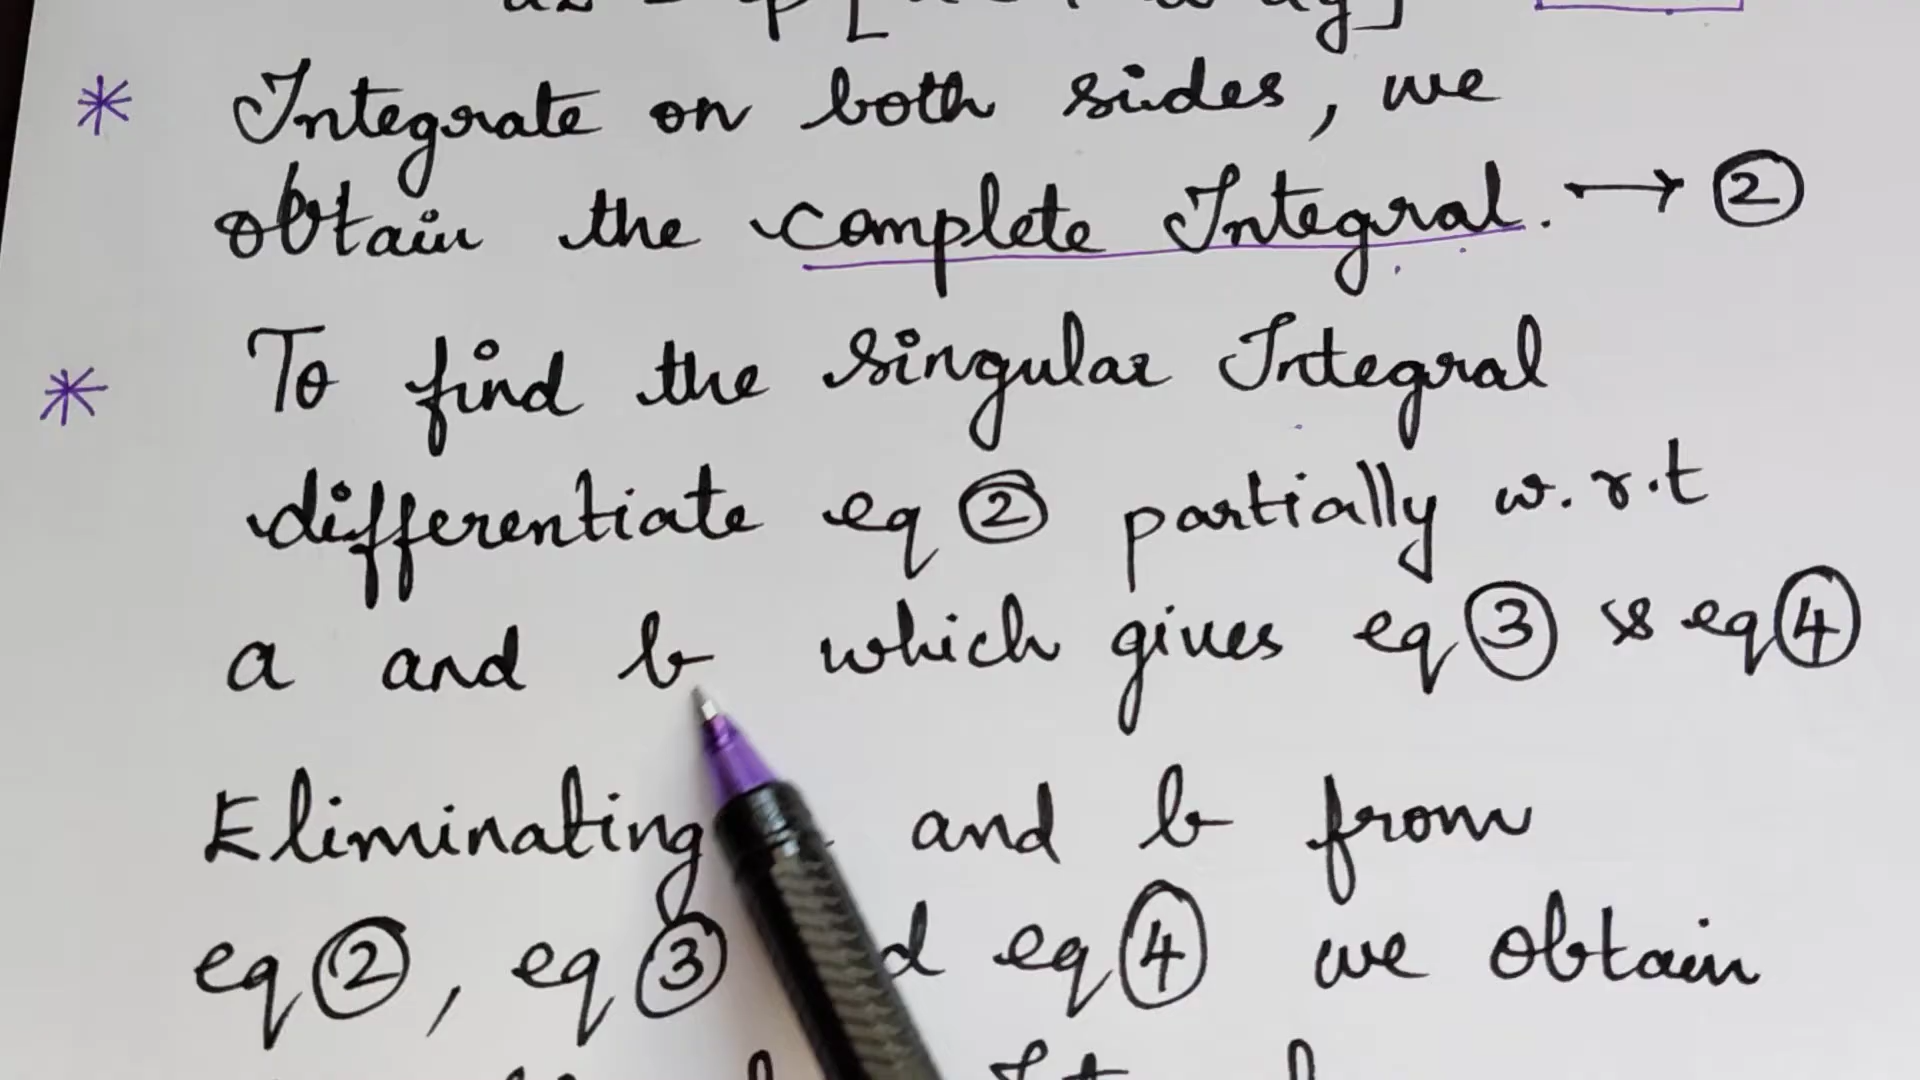 * Integrate on both sides, we
obtain the complete Integral. → ②
* To find the singular Integral
differentiate eq ② partially w.r.t
a and b which gives eq ③ & eq ④
Eliminating and b from
eq ②, eq ③ eq ④ we obtain